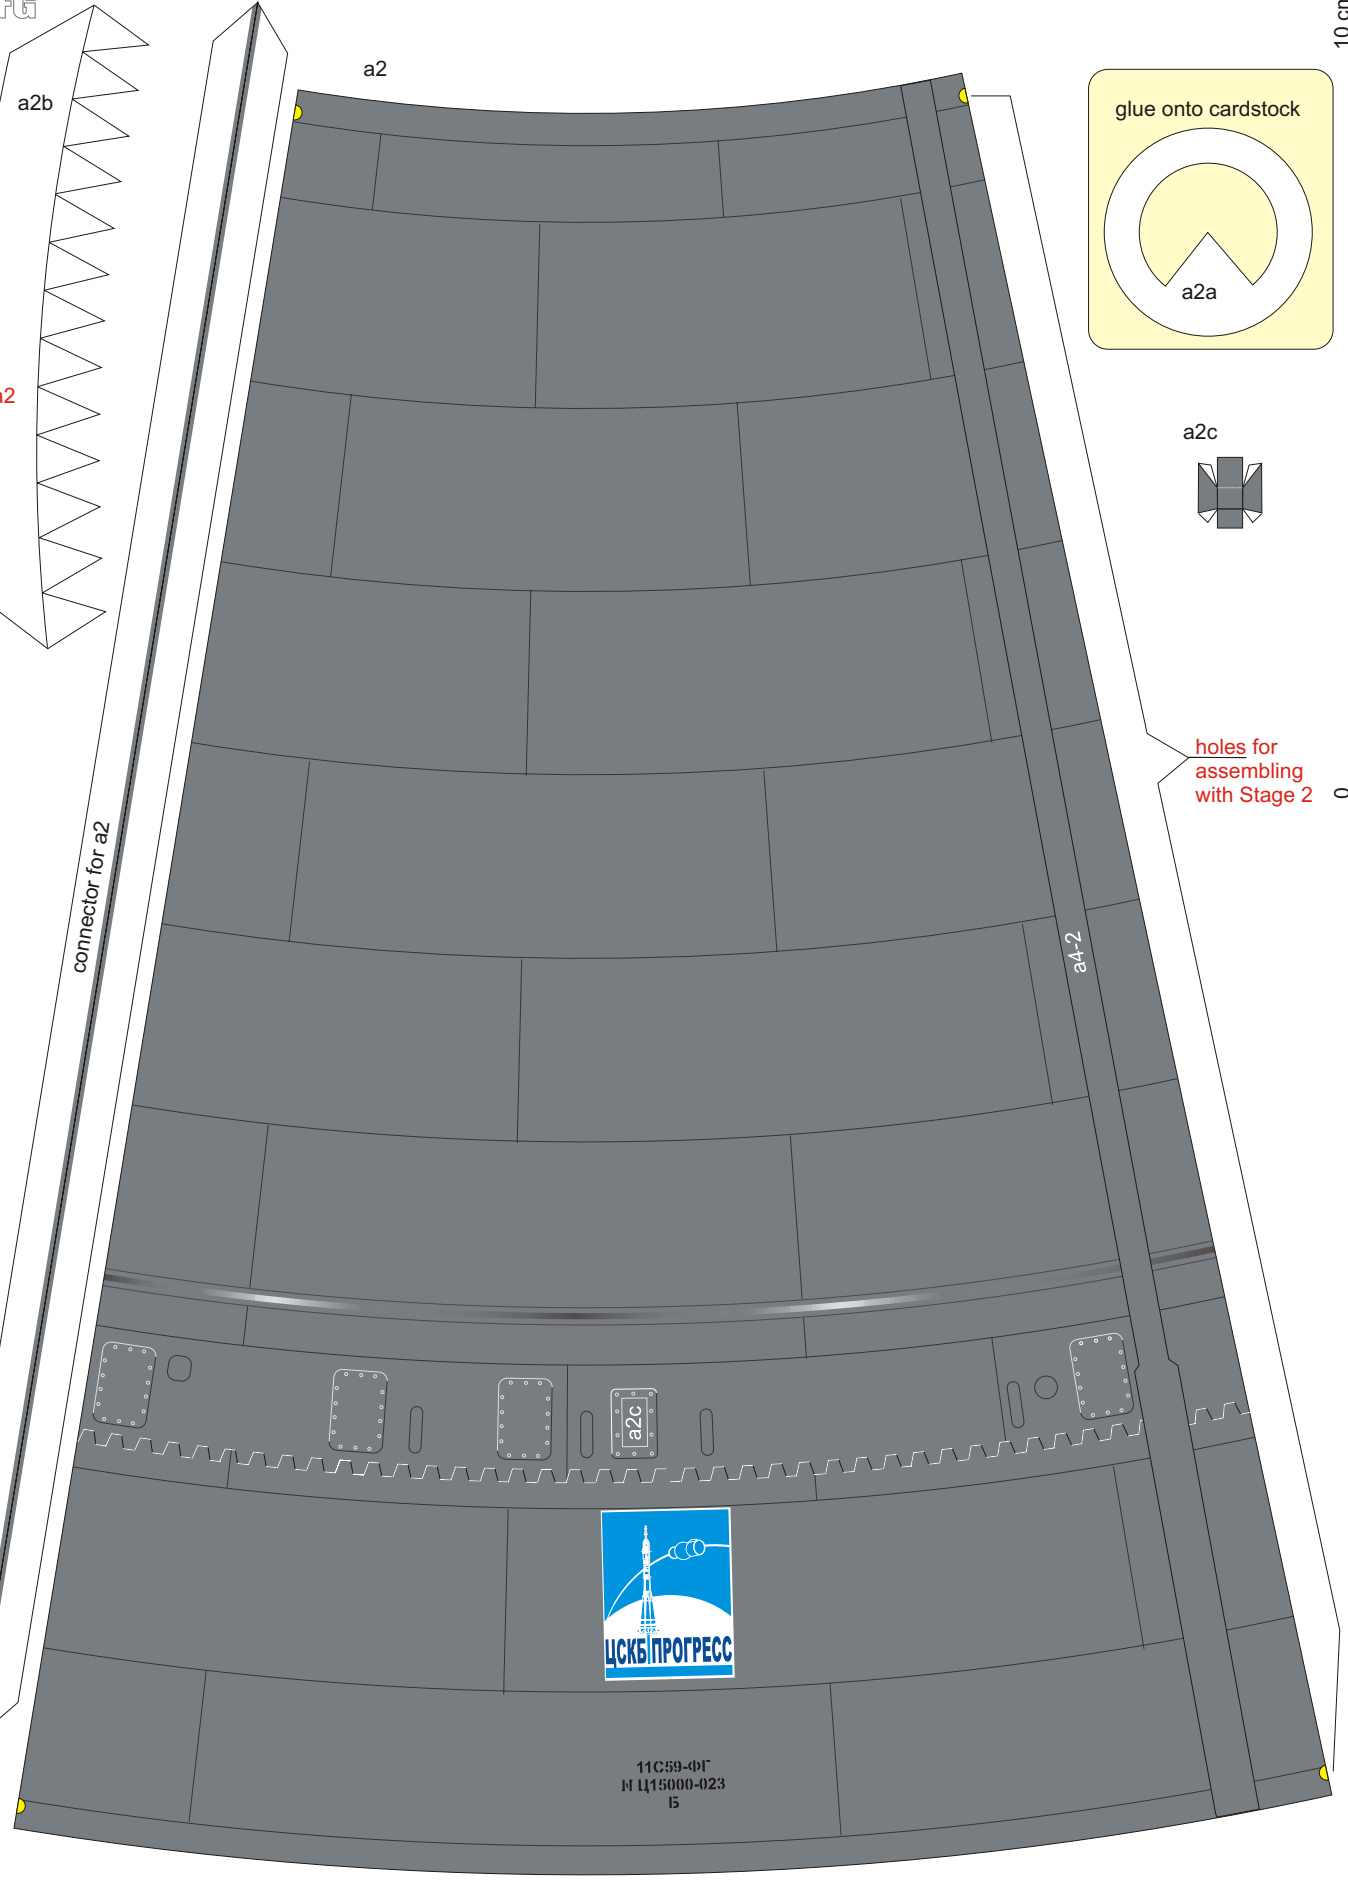 a2
10 cm
a2b
glue onto cardstock
a2a
a2
a2c
holes for
assembling
with Stage 2
0
connector for a2
a4-2
a2c
ЦСКБ ПРОГРЕСС
11С59-ФГ
№ Ц15000-023
Б